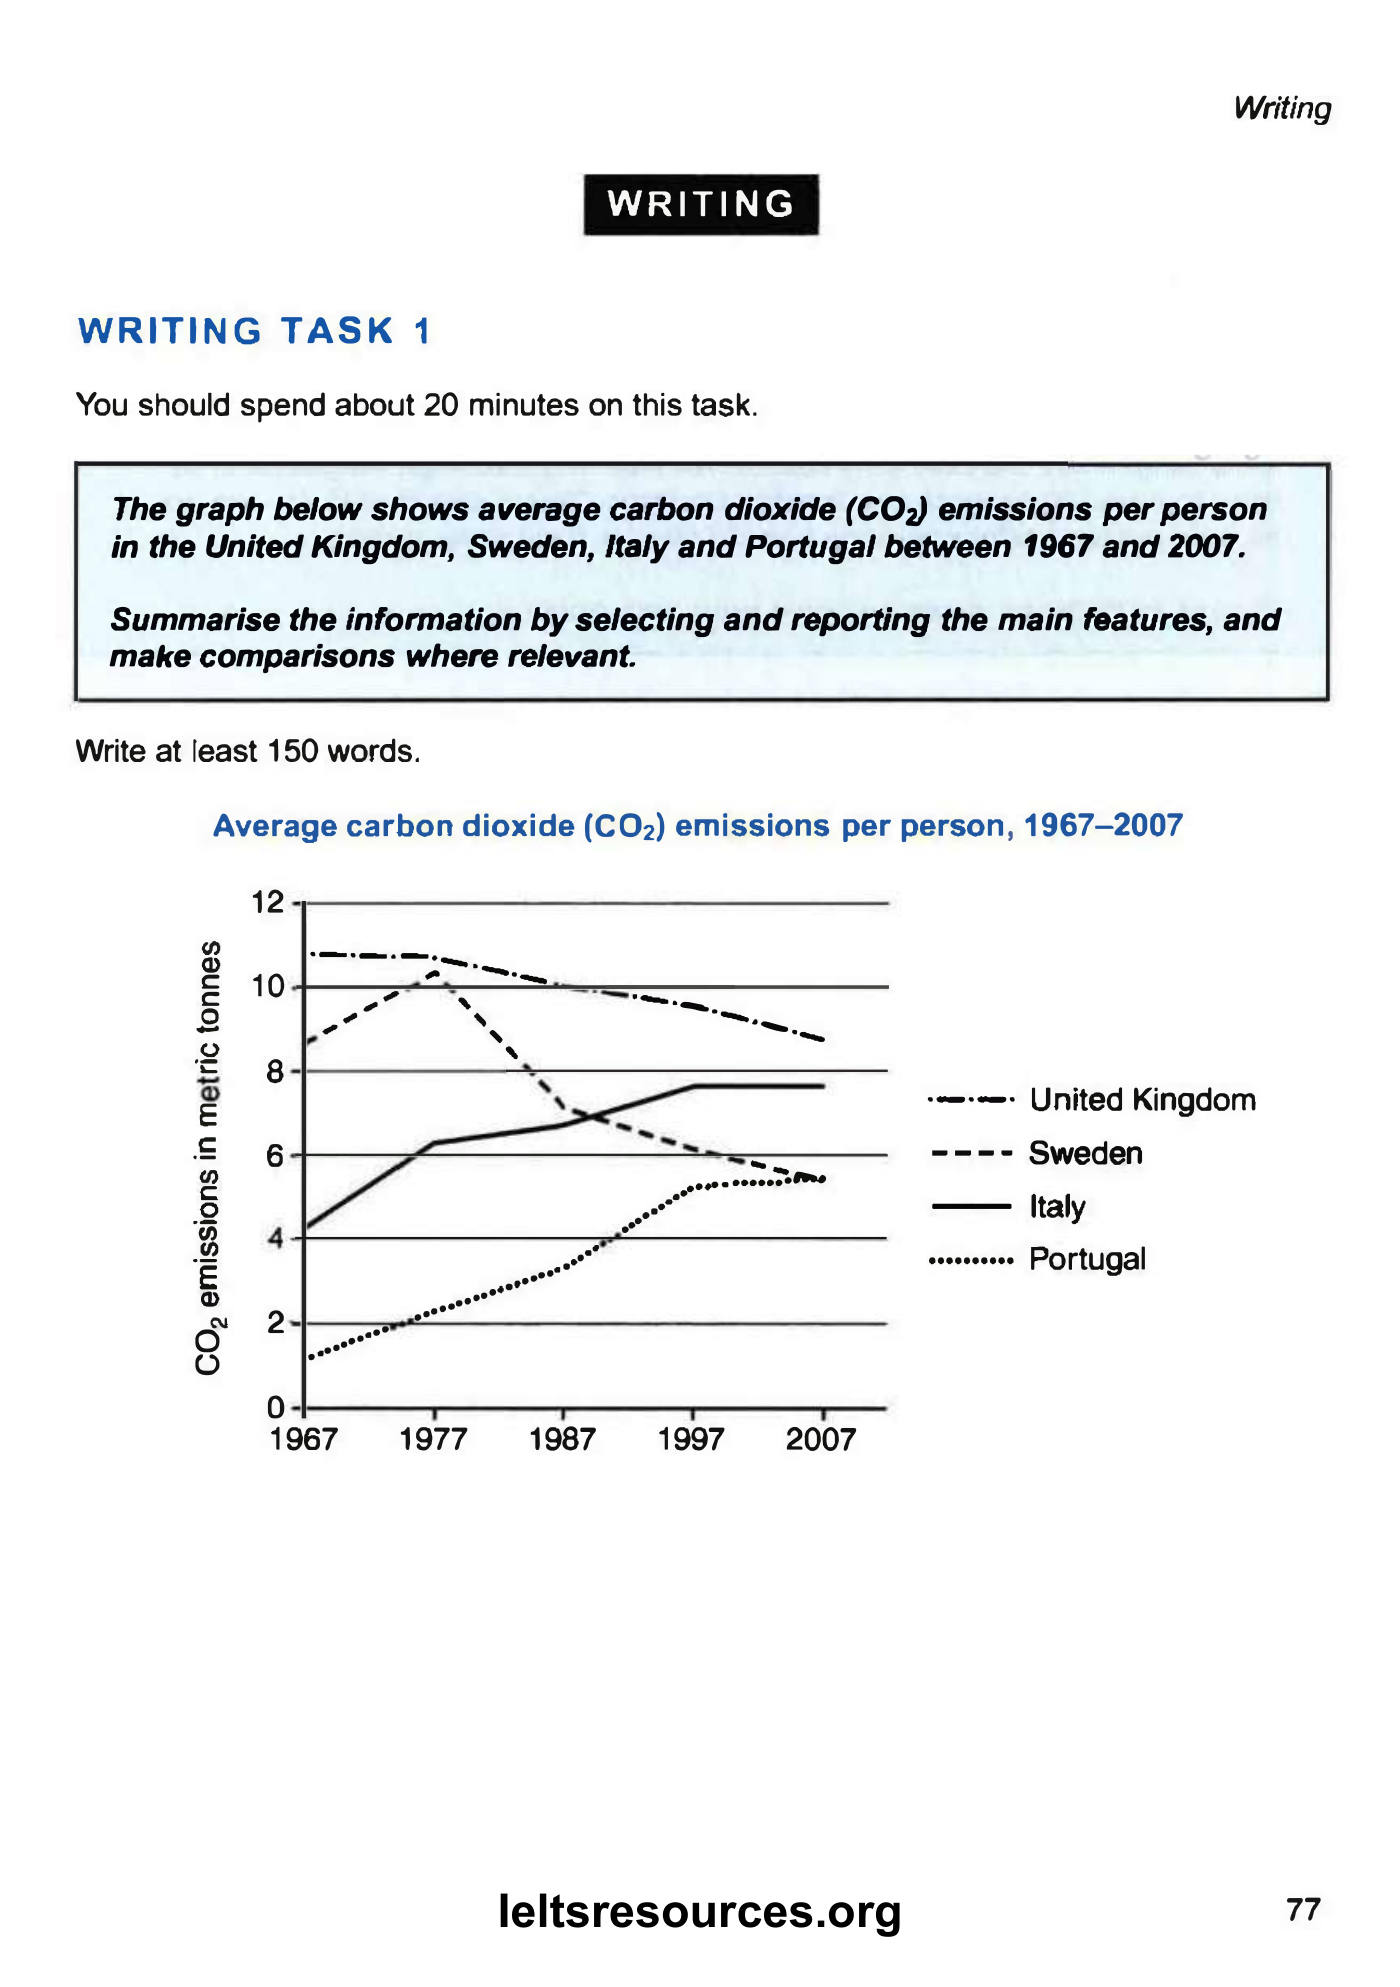 Writing
WRITING
WRITING TASK 1
You should spend about 20 minutes on this task.
The graph below shows average carbon dioxide (CO₂) emissions per person
in the United Kingdom, Sweden, Italy and Portugal between 1967 and 2007.
Summarise the information by selecting and reporting the main features, and
make comparisons where relevant.
Write at least 150 words.
Average carbon dioxide (CO₂) emissions per person, 1967–2007
CO₂ emissions in metric tonnes
12
10
8
6
4
2
0
1967 1977 1987 1997 2007
United Kingdom
Sweden
Italy
Portugal
Ieltsresources.org
77